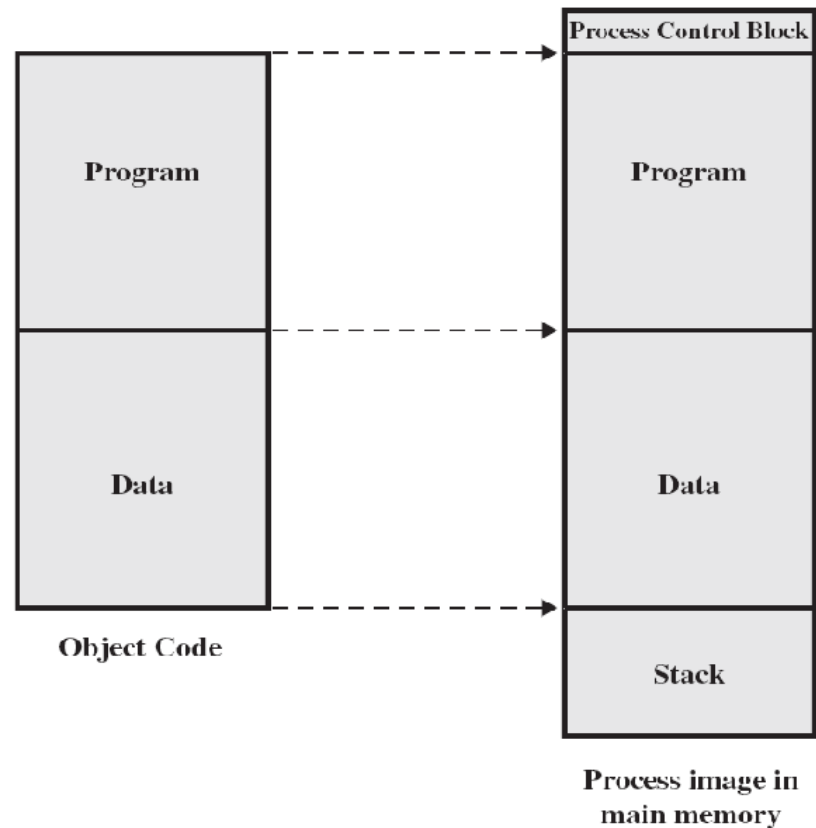 Process Control Block
Program
Program
Data
Data
Object Code
Stack
Process image in
main memory